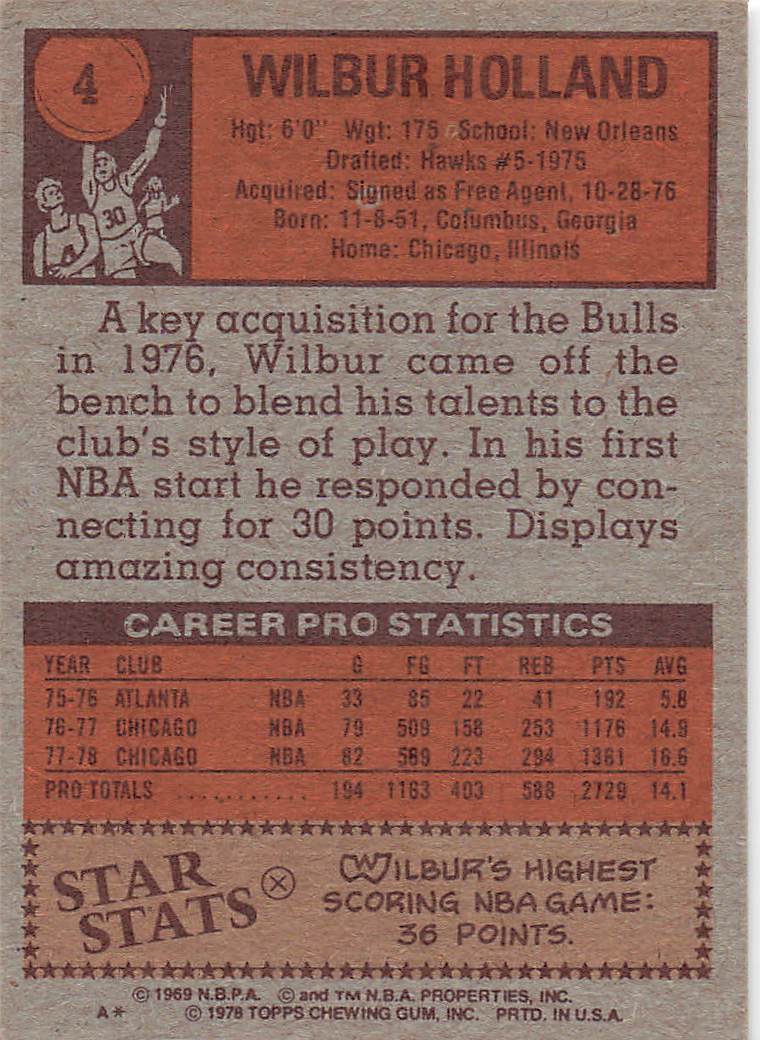 4
WILBUR HOLLAND
Hgt: 6'0" Wgt: 175 School: New Orleans
Drafted: Hawks #5-1975
Acquired: Signed as Free Agent, 10-28-76
Born: 11-8-51, Columbus, Georgia
Home: Chicago, Illinois
30
A key acquisition for the Bulls
in 1976, Wilbur came off the
bench to blend his talents to the
club's style of play. In his first
NBA start he responded by con-
necting for 30 points. Displays
amazing consistency.
CAREER PRO STATISTICS
YEAR CLUB G FG FT REB PTS AVG
75-76 ATLANTA NBA 33 85 22 41 192 5.8
76-77 CHICAGO NBA 79 509 158 253 1176 14.9
77-78 CHICAGO NBA 82 569 223 294 1361 16.6
PRO TOTALS ........... 194 1163 403 588 2729 14.1
STAR
STATS
WILBUR'S HIGHEST
SCORING NBA GAME:
36 POINTS.
© 1969 N.B.P.A. © and TM N.B.A. PROPERTIES, INC.
A* © 1978 TOPPS CHEWING GUM, INC. PRTD. IN U.S.A.